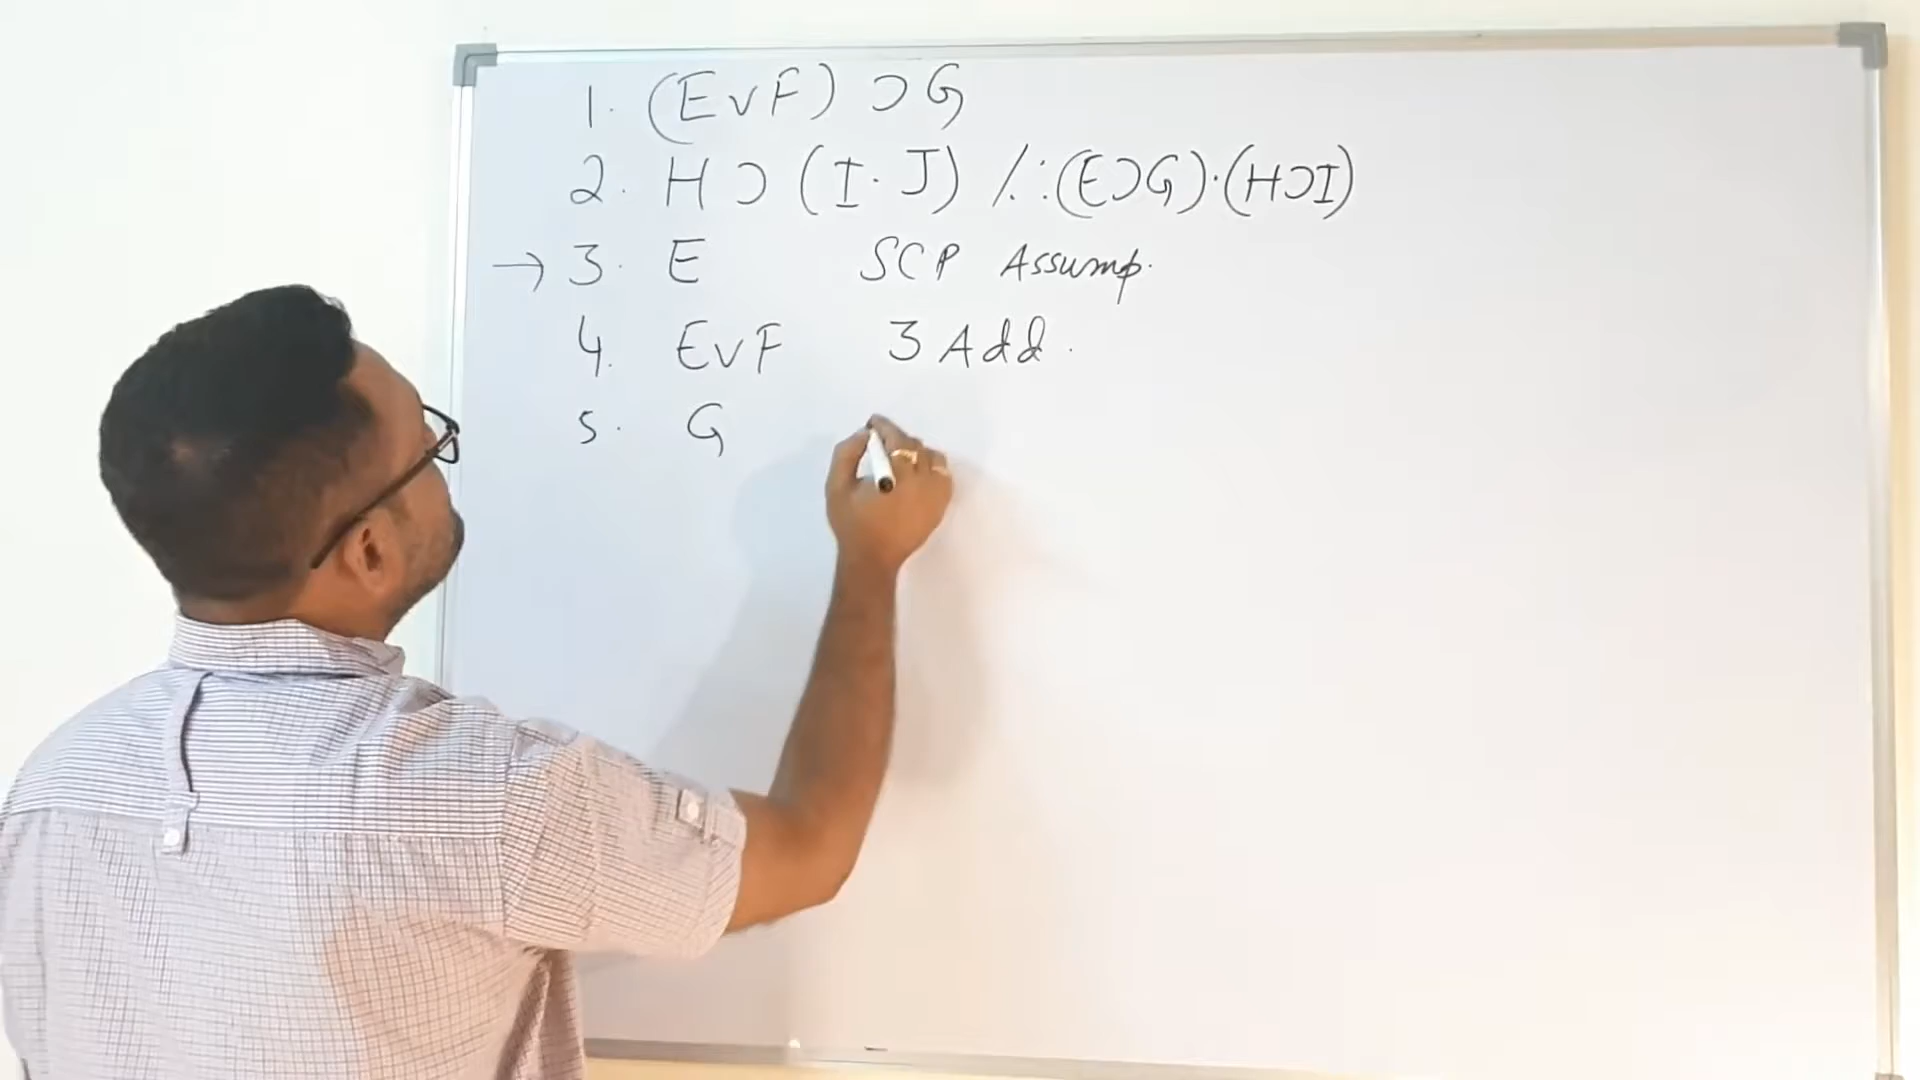 1. (E∨F) ⊃ G
2. H ⊃ (I · J) /∴ (E⊃G)·(H⊃I)
→ 3. E SCP Assump.
4. E∨F 3 Add.
5. G